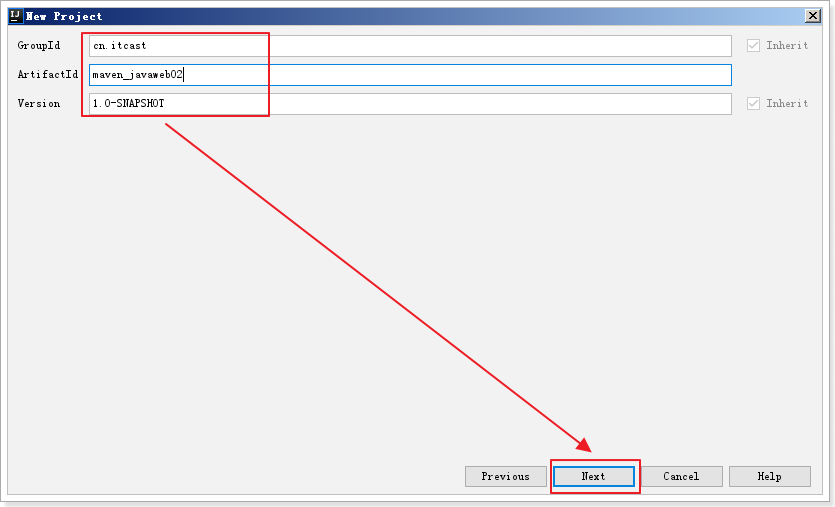 IJ New Project
GroupId cn.itcast Inherit
ArtifactId maven_javaweb02
Version 1.0-SNAPSHOT Inherit
Previous Next Cancel Help